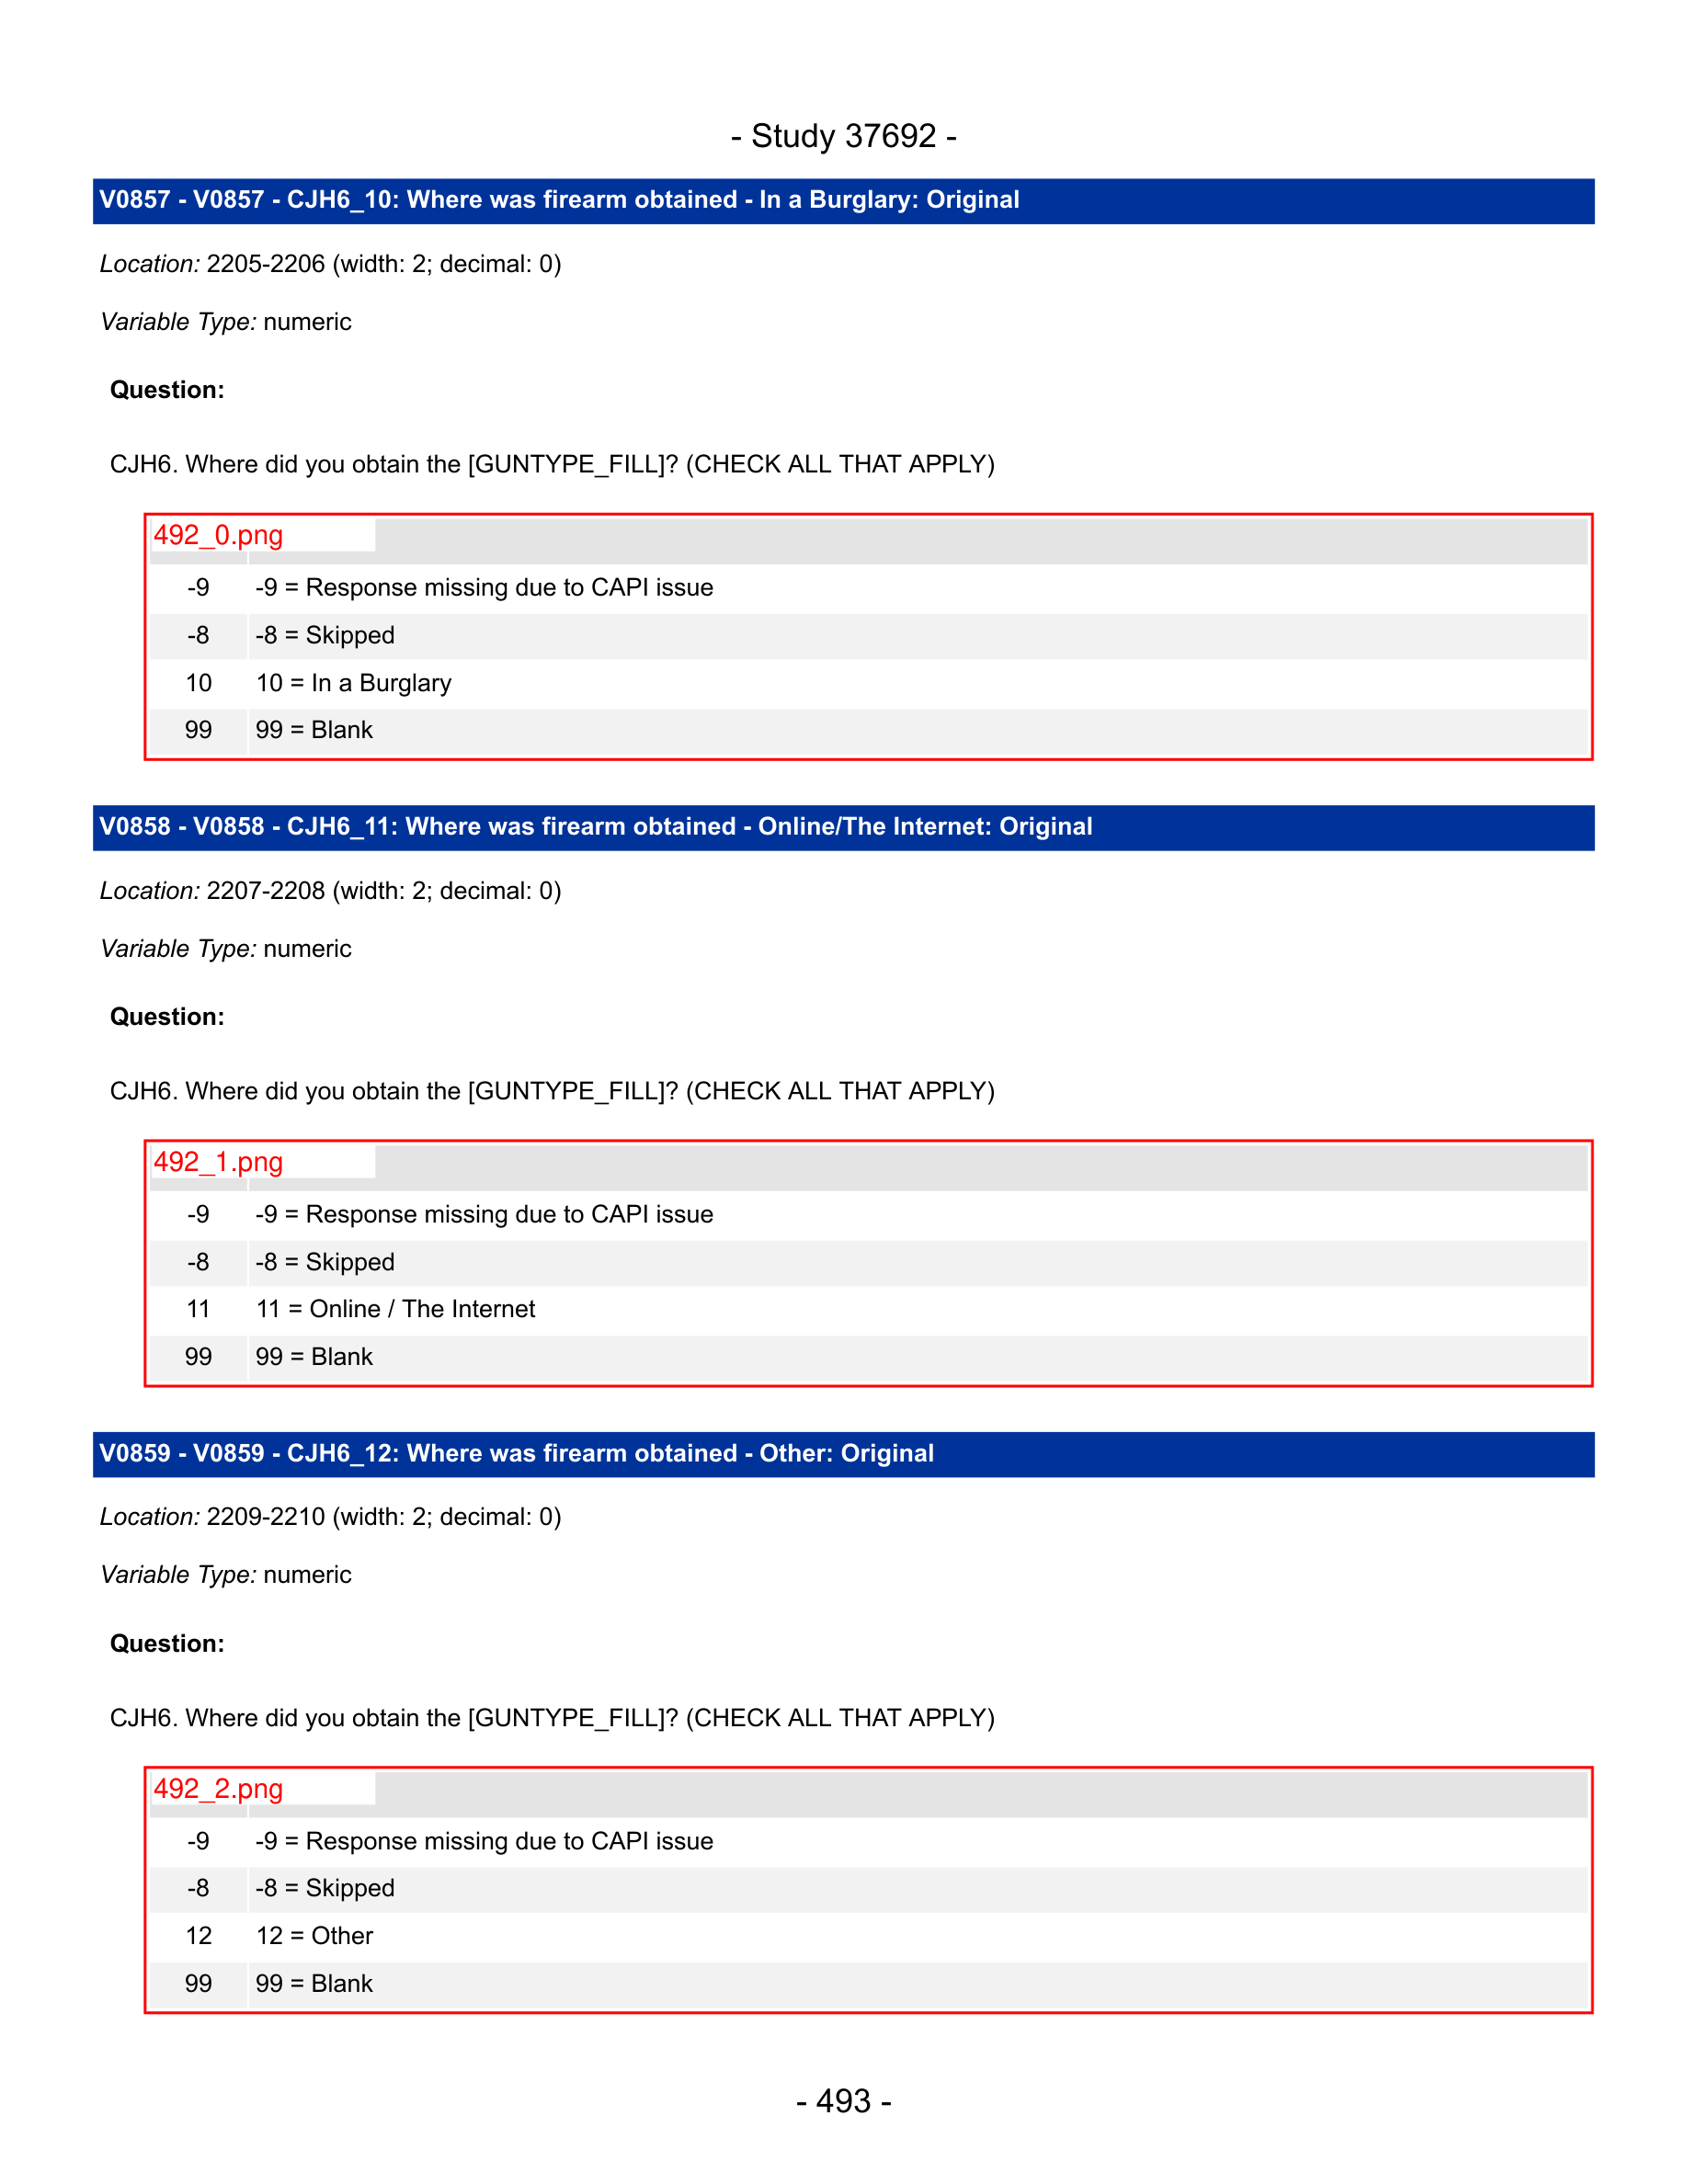 - Study 37692 -
V0857 - V0857 - CJH6_10: Where was firearm obtained - In a Burglary: Original
Location: 2205-2206 (width: 2; decimal: 0)
Variable Type: numeric
Question:
CJH6. Where did you obtain the [GUNTYPE_FILL]? (CHECK ALL THAT APPLY)
492_0.png
-9 -9 = Response missing due to CAPI issue
-8 -8 = Skipped
10 10 = In a Burglary
99 99 = Blank
V0858 - V0858 - CJH6_11: Where was firearm obtained - Online/The Internet: Original
Location: 2207-2208 (width: 2; decimal: 0)
Variable Type: numeric
Question:
CJH6. Where did you obtain the [GUNTYPE_FILL]? (CHECK ALL THAT APPLY)
492_1.png
-9 -9 = Response missing due to CAPI issue
-8 -8 = Skipped
11 11 = Online / The Internet
99 99 = Blank
V0859 - V0859 - CJH6_12: Where was firearm obtained - Other: Original
Location: 2209-2210 (width: 2; decimal: 0)
Variable Type: numeric
Question:
CJH6. Where did you obtain the [GUNTYPE_FILL]? (CHECK ALL THAT APPLY)
492_2.png
-9 -9 = Response missing due to CAPI issue
-8 -8 = Skipped
12 12 = Other
99 99 = Blank
- 493 -